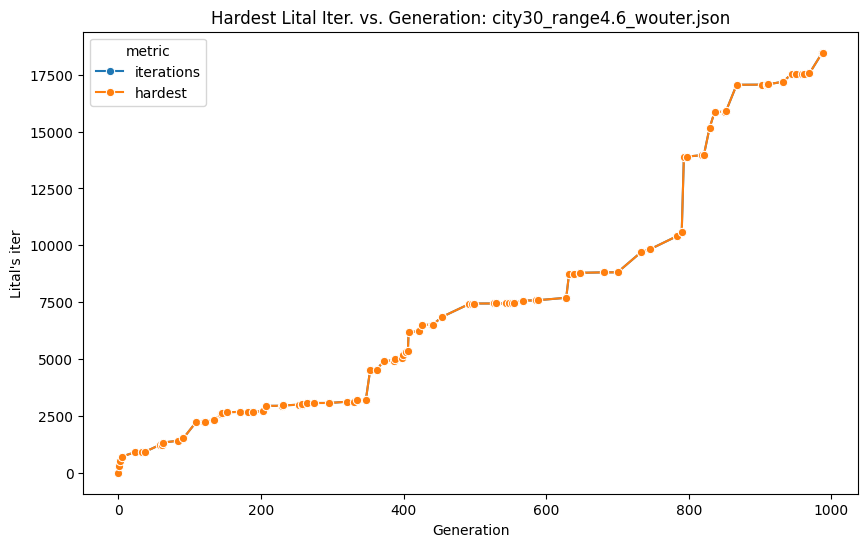 Hardest Lital Iter. vs. Generation: city30_range4.6_wouter.json
metric
iterations
hardest
17500
15000
12500
10000
7500
5000
2500
0
Lital's iter
0 200 400 600 800 1000
Generation